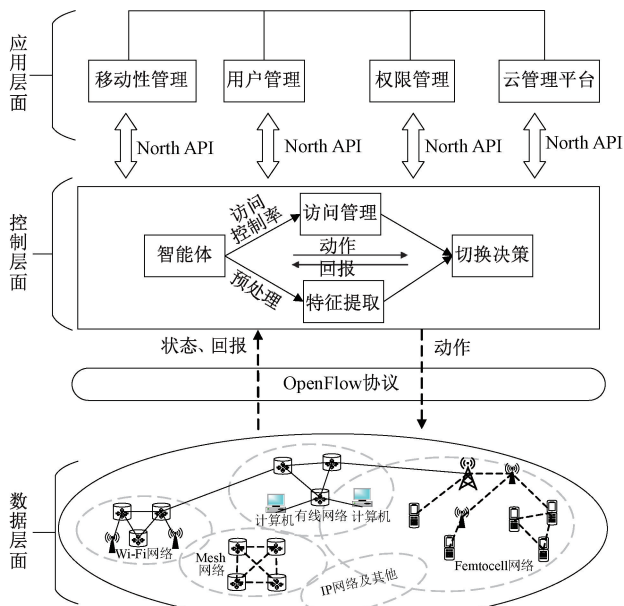 应用层面
移动性管理
用户管理
权限管理
云管理平台
North API
North API
North API
North API
控制层面
智能体
访问控制率
访问管理
动作
回报
切换决策
预处理
特征提取
状态、回报
动作
OpenFlow协议
数据层面
计算机
有线网络
计算机
Wi-Fi网络
Mesh
网络
IP网络及其他
Femtocell网络